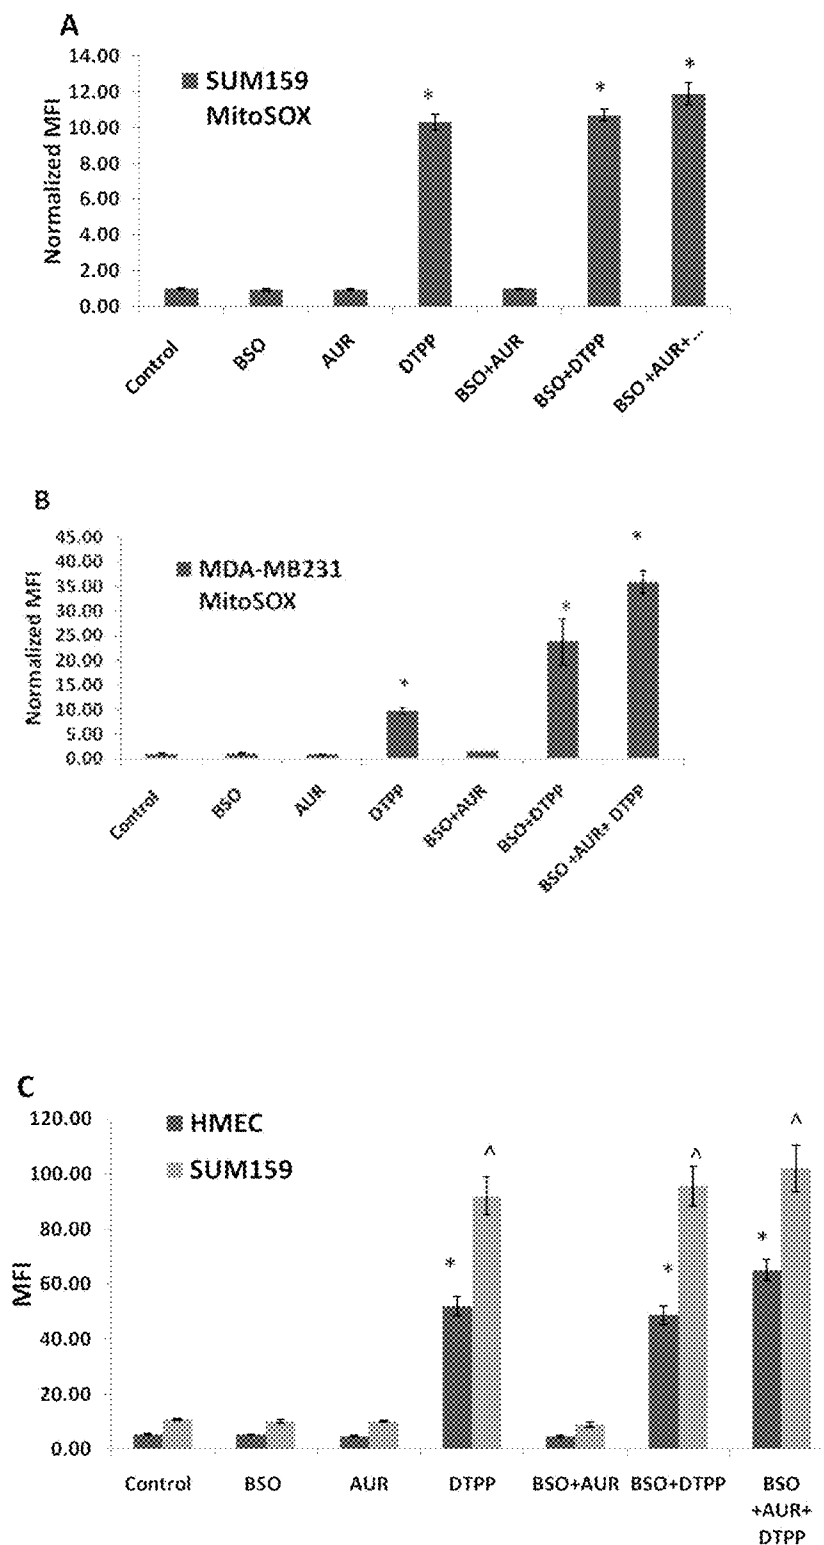 A
14.00
12.00
10.00
8.00
6.00
4.00
2.00
0.00
Normalized MFI
SUM159
MitoSOX
*
*
*
Control
BSO
AUR
DTPP
BSO+AUR
BSO+DTPP
BSO +AUR+...
B
45.00
40.00
35.00
30.00
25.00
20.00
15.00
10.00
5.00
0.00
Normalized MFI
MDA-MB231
MitoSOX
*
*
*
Control
BSO
AUR
DTPP
BSO+AUR
BSO+DTPP
BSO +AUR+ DTPP
C
120.00
100.00
80.00
60.00
40.00
20.00
0.00
MFI
HMEC
SUM159
*
^
*
^
*
^
Control
BSO
AUR
DTPP
BSO+AUR
BSO+DTPP
BSO
+AUR+
DTPP